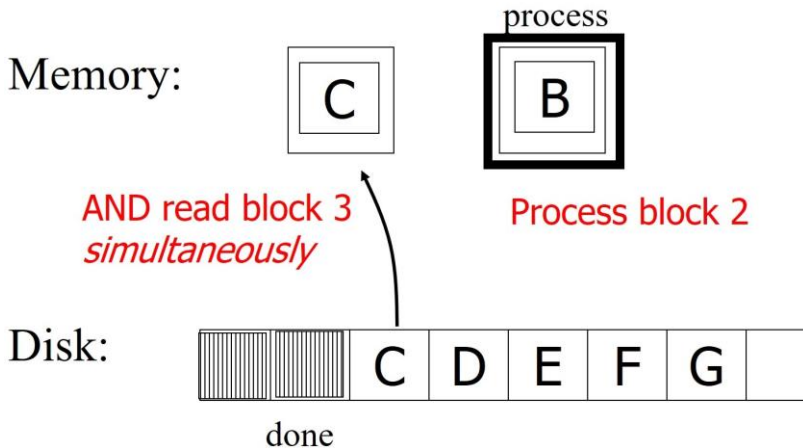 process
Memory:
C
B
AND read block 3
simultaneously
Process block 2
Disk:
C D E F G
done